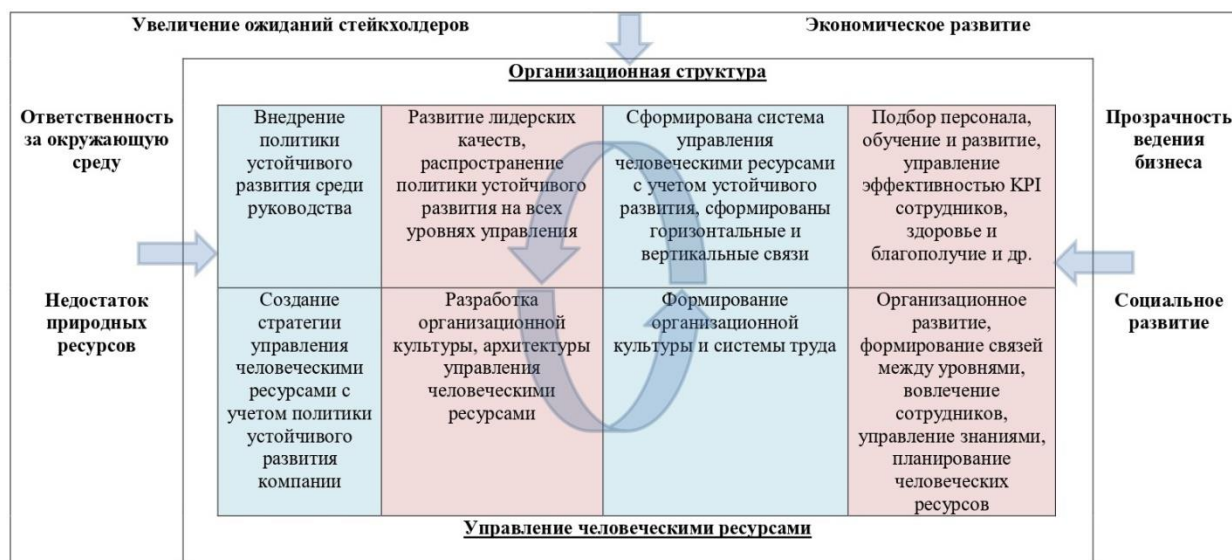 Увеличение ожиданий стейкхолдеров
Экономическое развитие
Организационная структура
Ответственность
за окружающую
среду
Недостаток
природных
ресурсов
Внедрение
политики
устойчивого
развития среди
руководства
Развитие лидерских
качеств,
распространение
политики устойчивого
развития на всех
уровнях управления
Сформирована система
управления
человеческими ресурсами
с учетом устойчивого
развития, сформированы
горизонтальные и
вертикальные связи
Подбор персонала,
обучение и развитие,
управление
эффективностью KPI
сотрудников,
здоровье и
благополучие и др.
Создание
стратегии
управления
человеческими
ресурсами с
учетом политики
устойчивого
развития
компании
Разработка
организационной
культуры, архитектуры
управления
человеческими
ресурсами
Формирование
организационной
культуры и системы труда
Организационное
развитие,
формирование связей
между уровнями,
вовлечение
сотрудников,
управление знаниями,
планирование
человеческих
ресурсов
Прозрачность
ведения
бизнеса
Социальное
развитие
Управление человеческими ресурсами